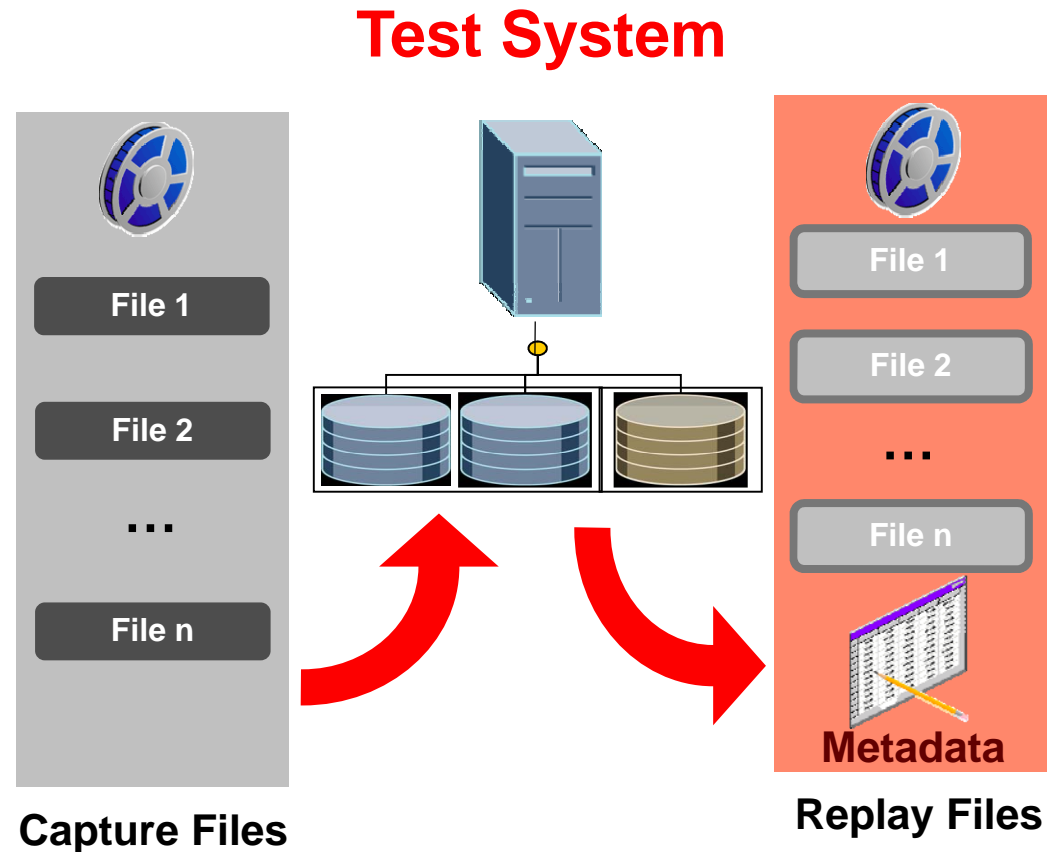 Test System
File 1
File 2
...
File n
Capture Files
File 1
File 2
...
File n
Metadata
Replay Files